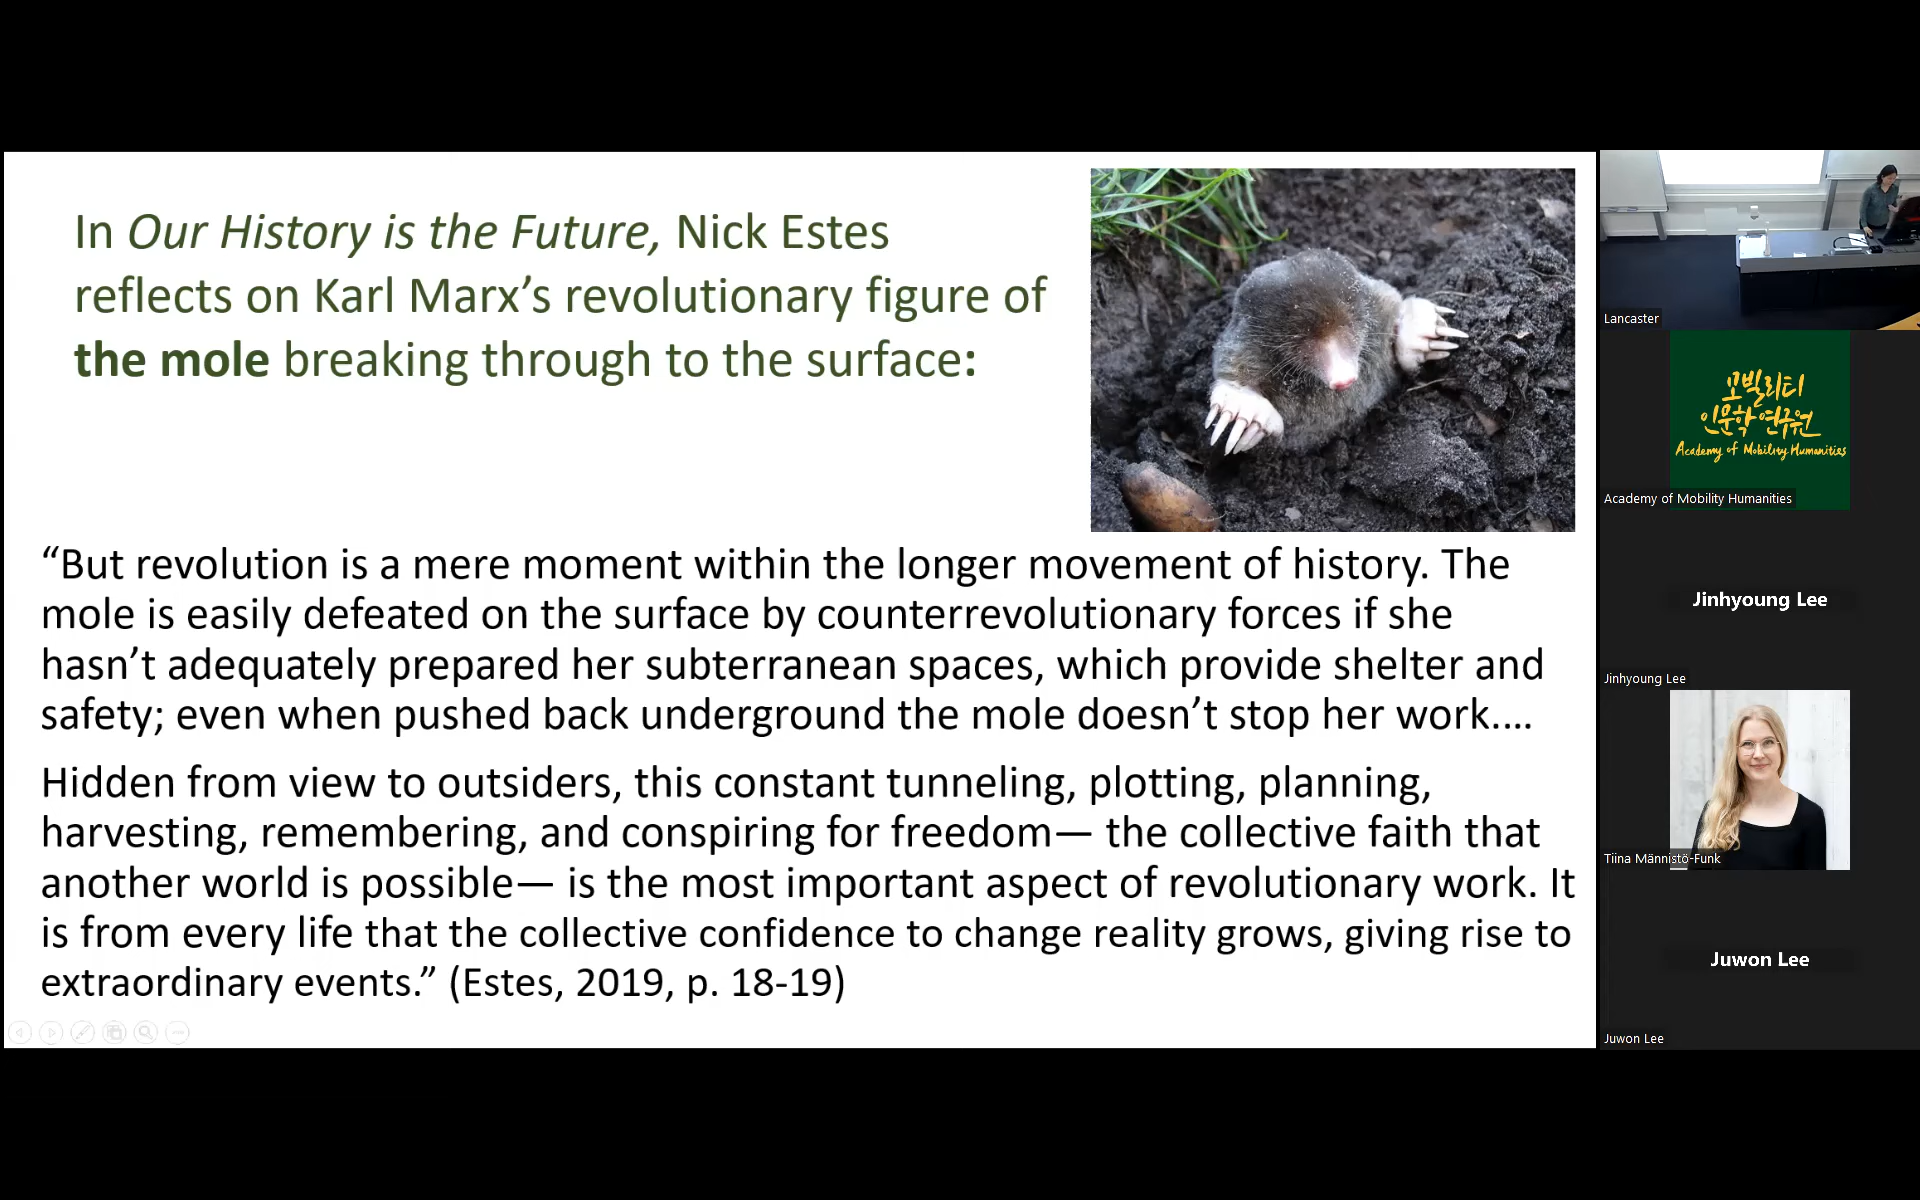 In Our History is the Future, Nick Estes
reflects on Karl Marx’s revolutionary figure of
the mole breaking through to the surface:
“But revolution is a mere moment within the longer movement of history. The
mole is easily defeated on the surface by counterrevolutionary forces if she
hasn’t adequately prepared her subterranean spaces, which provide shelter and
safety; even when pushed back underground the mole doesn’t stop her work....
Hidden from view to outsiders, this constant tunneling, plotting, planning,
harvesting, remembering, and conspiring for freedom— the collective faith that
another world is possible— is the most important aspect of revolutionary work. It
is from every life that the collective confidence to change reality grows, giving rise to
extraordinary events.” (Estes, 2019, p. 18-19)
Lancaster
모빌리티
인문학 연구원
Academy of Mobility Humanities
Academy of Mobility Humanities
Jinhyoung Lee
Jinhyoung Lee
Tiina Männistö-Funk
Juwon Lee
Juwon Lee